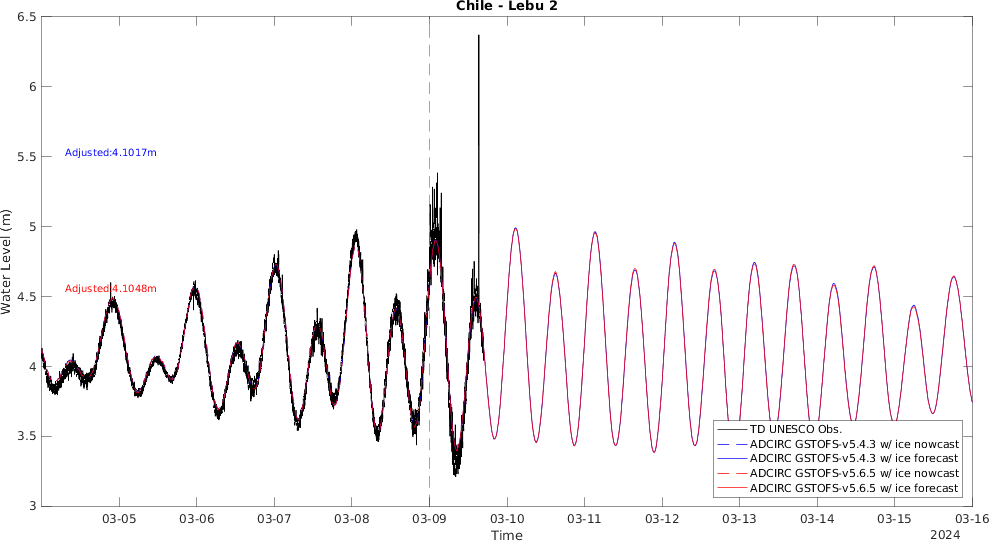 Chile - Lebu 2
6.5
6
5.5
5
4.5
4
3.5
3
Water Level (m)
Adjusted:4.1017m
Adjusted:4.1048m
TD UNESCO Obs.
ADCIRC GSTOFS-v5.4.3 w/ ice nowcast
ADCIRC GSTOFS-v5.4.3 w/ ice forecast
ADCIRC GSTOFS-v5.6.5 w/ ice nowcast
ADCIRC GSTOFS-v5.6.5 w/ ice forecast
03-05 03-06 03-07 03-08 03-09 03-10 03-11 03-12 03-13 03-14 03-15 03-16
Time
2024